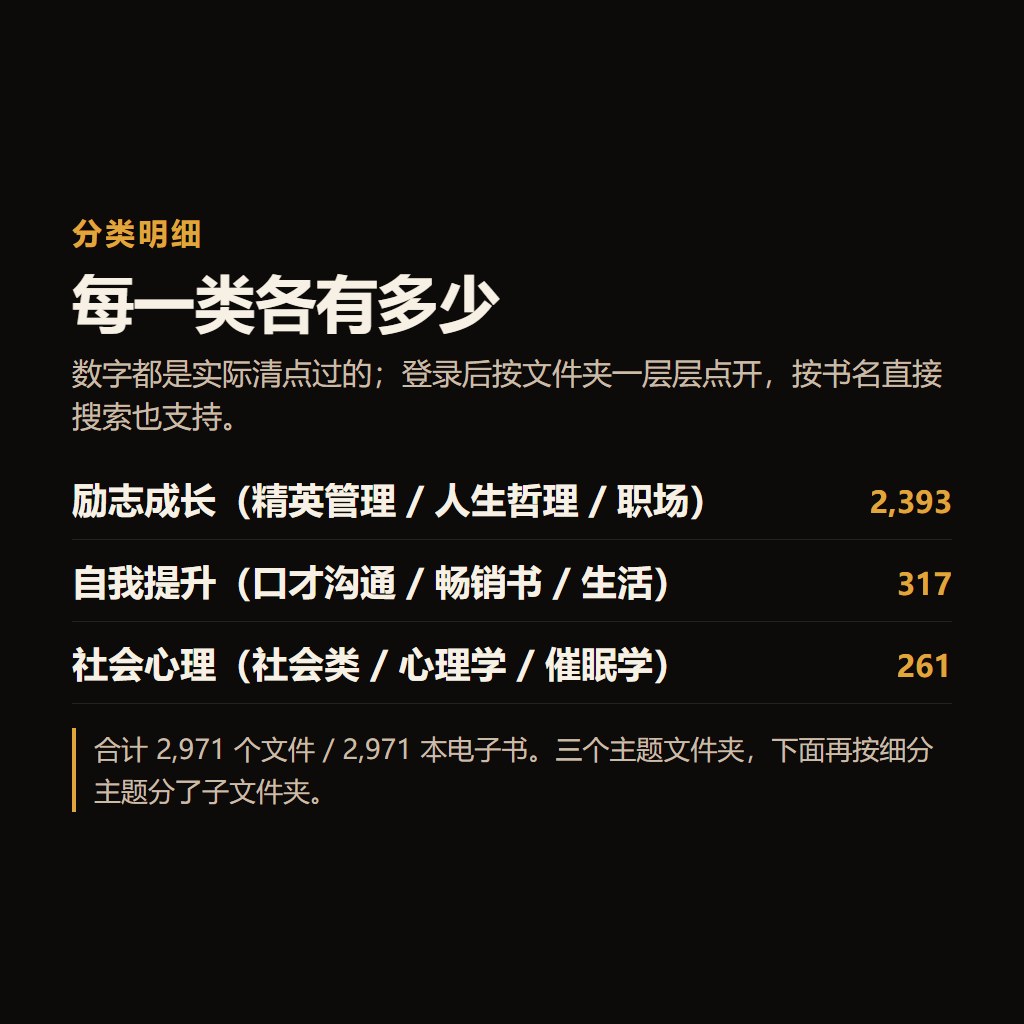 分类明细
每一类各有多少
数字都是实际清点过的；登录后按文件夹一层层点开，按书名直接
搜索也支持。
励志成长（精英管理 / 人生哲理 / 职场） 2,393
自我提升（口才沟通 / 畅销书 / 生活） 317
社会心理（社会类 / 心理学 / 催眠学） 261
合计 2,971 个文件 / 2,971 本电子书。三个主题文件夹，下面再按细分
主题分了子文件夹。